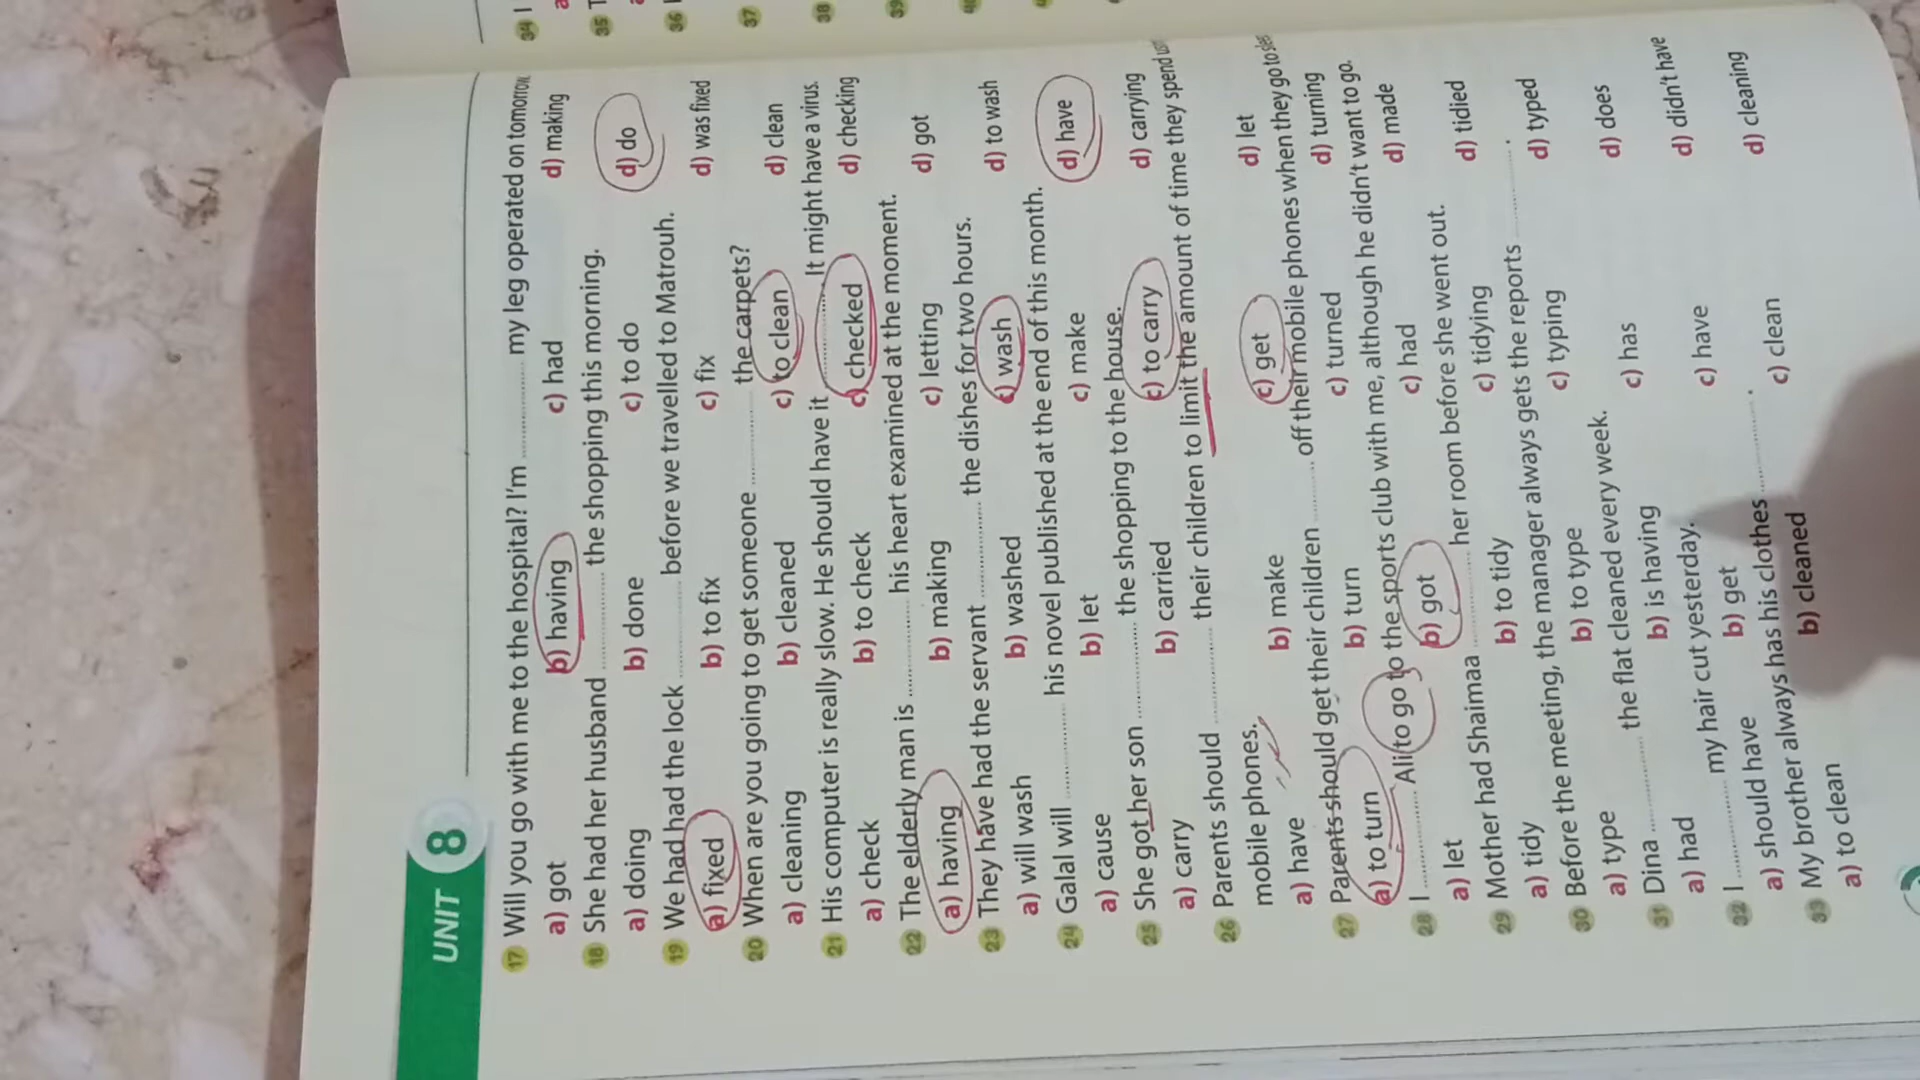 UNIT 8
17 Will you go with me to the hospital? I'm .......... my leg operated on tomorrow.
a) got b) having c) had d) making
18 She had her husband .......... the shopping this morning.
a) doing b) done c) to do d) do
19 We had had the lock .......... before we travelled to Matrouh.
a) fixed b) to fix c) fix d) was fixed
20 When are you going to get someone .......... the carpets?
a) cleaning b) cleaned c) to clean d) clean
21 His computer is really slow. He should have it .......... . It might have a virus.
a) check b) to check c) checked d) checking
22 The elderly man is .......... his heart examined at the moment.
a) having b) making c) letting d) got
23 They have had the servant .......... the dishes for two hours.
a) will wash b) washed c) wash d) to wash
24 Galal will .......... his novel published at the end of this month.
a) cause b) let c) make d) have
25 She got her son .......... the shopping to the house.
a) carry b) carried c) to carry d) carrying
26 Parents should .......... their children to limit the amount of time they spend
mobile phones.
a) have b) make c) get d) let
27 Parents should get their children .......... off their mobile phones when they go to
a) to turn b) turn c) turned d) turning
28 I .......... Ali to go to the sports club with me, although he didn't want to go.
a) let b) got c) had d) made
29 Mother had Shaimaa .......... her room before she went out.
a) tidy b) to tidy c) tidying d) tidied
30 Before the meeting, the manager always gets the reports .......... .
a) type b) to type c) typing d) typed
31 Dina .......... the flat cleaned every week.
a) had b) is having c) has d) does
32 I .......... my hair cut yesterday.
a) should have b) get c) have d) didn't have
33 My brother always has his clothes .......... .
a) to clean b) cleaned c) clean d) cleaning
34 I
a
35 T
a
36 I
37
38
39